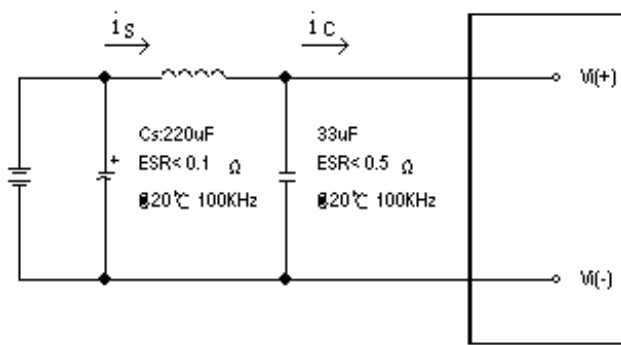 iS
iC
Vi(+)
Cs:220uF
ESR< 0.1 Ω
@20℃ 100KHz
33uF
ESR< 0.5 Ω
@20℃ 100KHz
+
Vi(-)